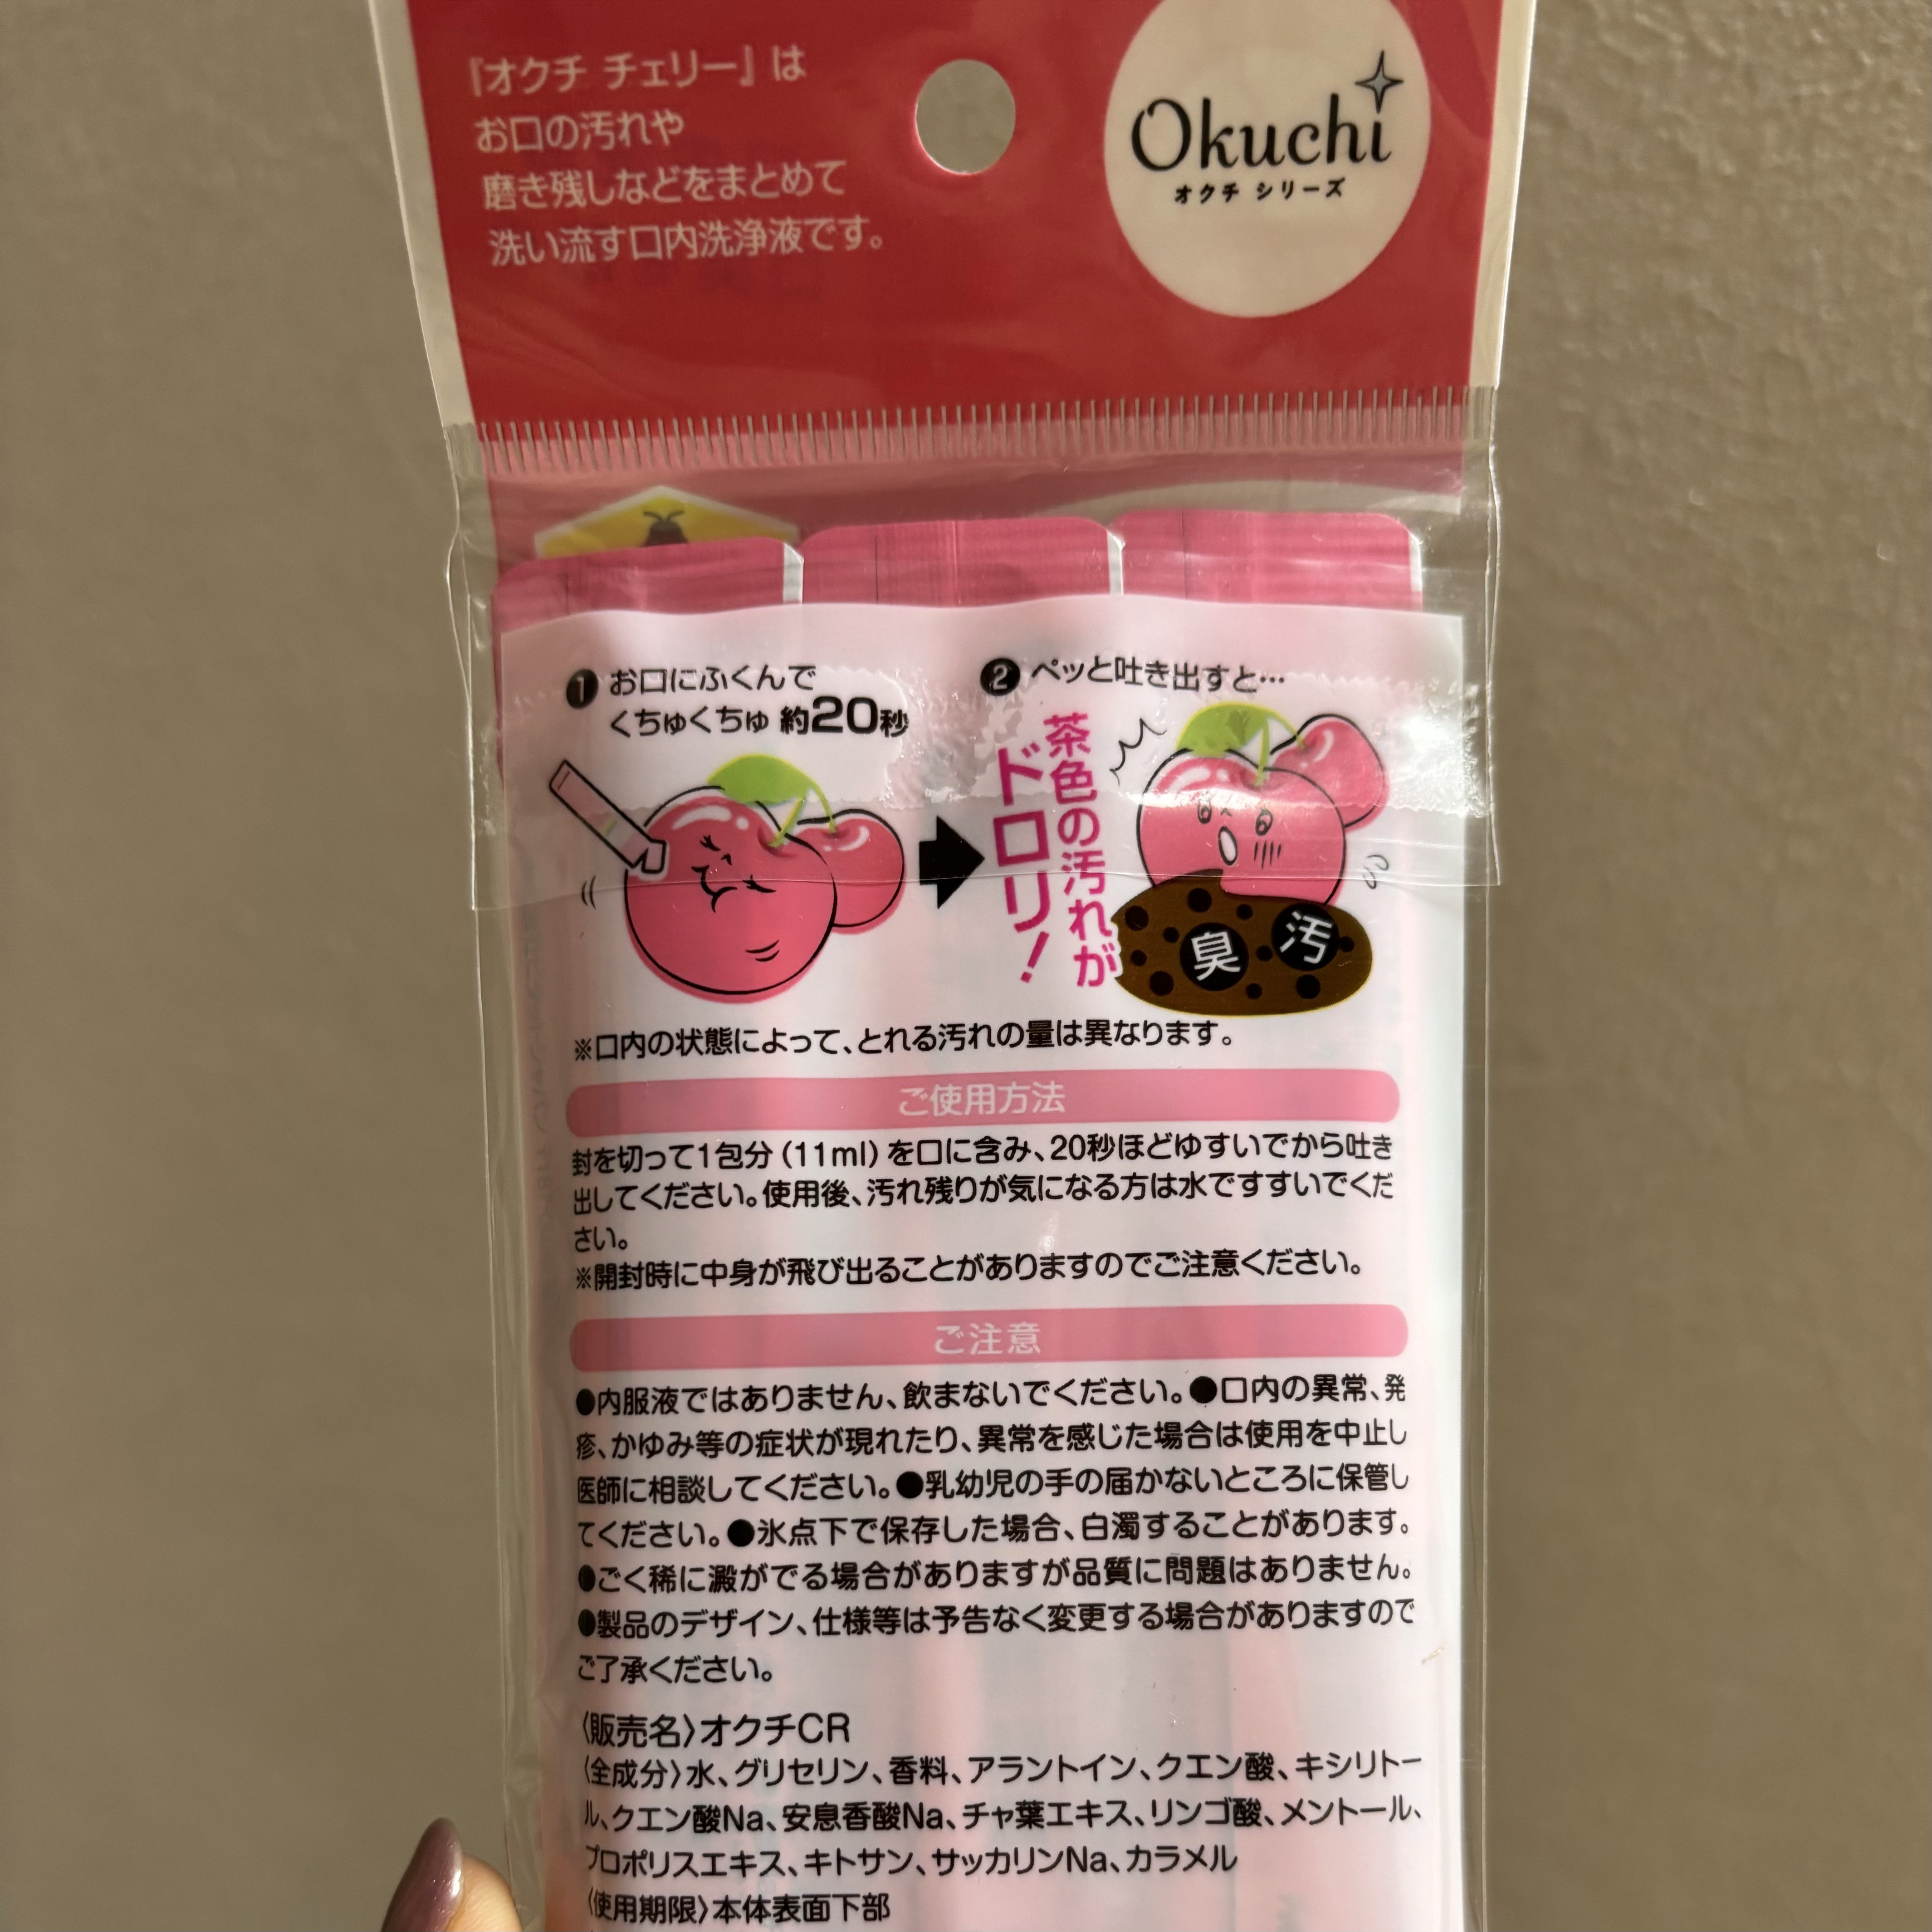 『オクチ チェリー』は
お口の汚れや
磨き残しなどをまとめて
洗い流す口内洗浄液です。
Okuchi
オクチ シリーズ
1 お口にふくんで
くちゅくちゅ 約20秒
2 ペッと吐き出すと…
茶色の汚れが
ドロリ!
臭 汚
※口内の状態によって、とれる汚れの量は異なります。
ご使用方法
封を切って1包分(11ml)を口に含み、20秒ほどゆすいでから吐き
出してください。使用後、汚れ残りが気になる方は水ですすいでくだ
さい。
※開封時に中身が飛び出ることがありますのでご注意ください。
ご注意
●内服液ではありません、飲まないでください。●口内の異常、発
疹、かゆみ等の症状が現れたり、異常を感じた場合は使用を中止し
医師に相談してください。●乳幼児の手の届かないところに保管し
てください。●氷点下で保存した場合、白濁することがあります。
●ごく稀に澱がでる場合がありますが品質に問題はありません。
●製品のデザイン、仕様等は予告なく変更する場合がありますので
ご了承ください。
〈販売名〉オクチCR
〈全成分〉水、グリセリン、香料、アラントイン、クエン酸、キシリトー
ル、クエン酸Na、安息香酸Na、チャ葉エキス、リンゴ酸、メントール、
プロポリスエキス、キトサン、サッカリンNa、カラメル
〈使用期限〉本体表面下部